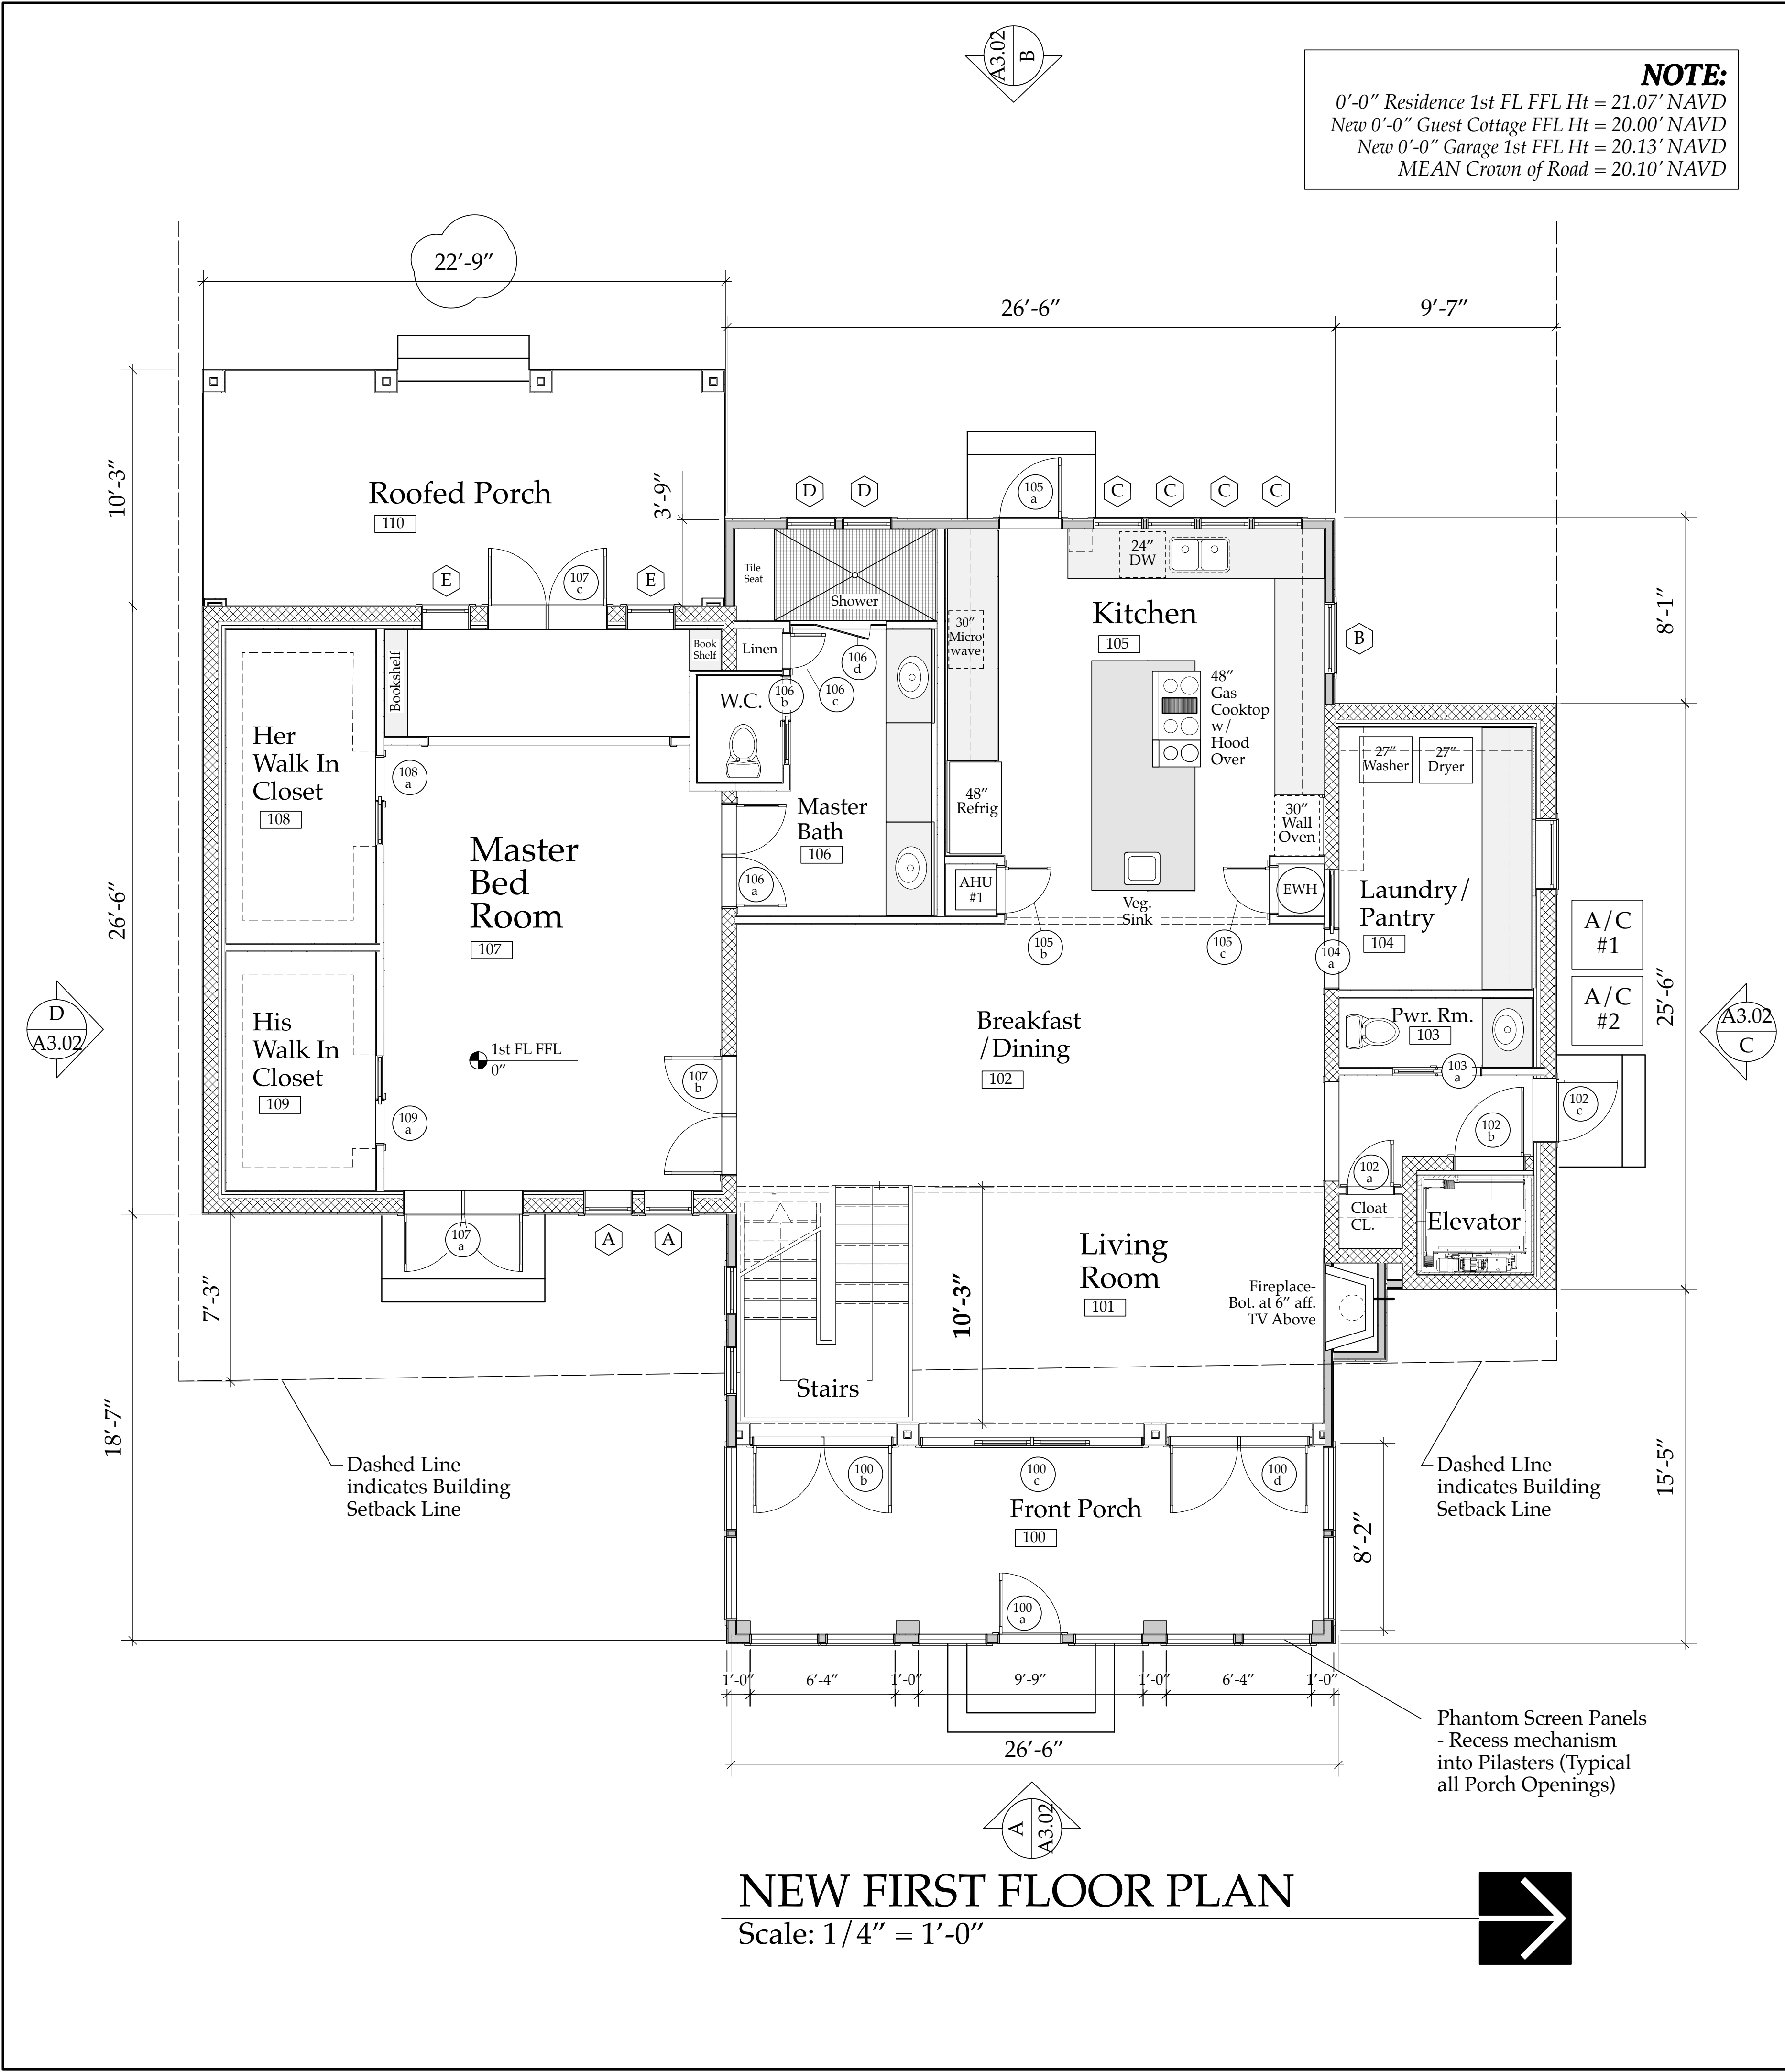 A3.02
B
NOTE:
0'-0" Residence 1st FL FFL Ht = 21.07' NAVD
New 0'-0" Guest Cottage FFL Ht = 20.00' NAVD
New 0'-0" Garage 1st FFL Ht = 20.13' NAVD
MEAN Crown of Road = 20.10' NAVD
22'-9"
26'-6"
9'-7"
10'-3"
Roofed Porch
110
3'-9"
D
D
105
a
C
C
C
C
E
107
c
E
Tile
Seat
Shower
24"
DW
Kitchen
105
30"
Micro
wave
B
8'-1"
Bookshelf
Book
Shelf
Linen
106
d
W.C.
106
b
106
c
48"
Gas
Cooktop
w/
Hood
Over
Her
Walk In
Closet
108
108
a
27"
Washer
27"
Dryer
Master
Bath
106
48"
Refrig
30"
Wall
Oven
Master
Bed
Room
107
106
a
AHU
#1
EWH
Veg.
Sink
105
b
105
c
Laundry/
Pantry
104
104
a
A/C
#1
A/C
#2
26'-6"
25'-6"
D
A3.02
A3.02
C
His
Walk In
Closet
109
1st FL FFL
0"
Breakfast
/Dining
102
Pwr. Rm.
103
103
a
107
b
109
a
102
c
102
b
102
a
Cloat
CL.
Elevator
107
a
A
A
Living
Room
101
7'-3"
10'-3"
Fireplace-
Bot. at 6" aff.
TV Above
Stairs
18'-7"
15'-5"
Dashed Line
indicates Building
Setback Line
100
b
100
c
100
d
Dashed LIne
indicates Building
Setback Line
Front Porch
100
8'-2"
100
a
1'-0"
6'-4"
1'-0"
9'-9"
1'-0"
6'-4"
1'-0"
26'-6"
Phantom Screen Panels
- Recess mechanism
into Pilasters (Typical
all Porch Openings)
A
A3.02
NEW FIRST FLOOR PLAN
Scale: 1/4" = 1'-0"